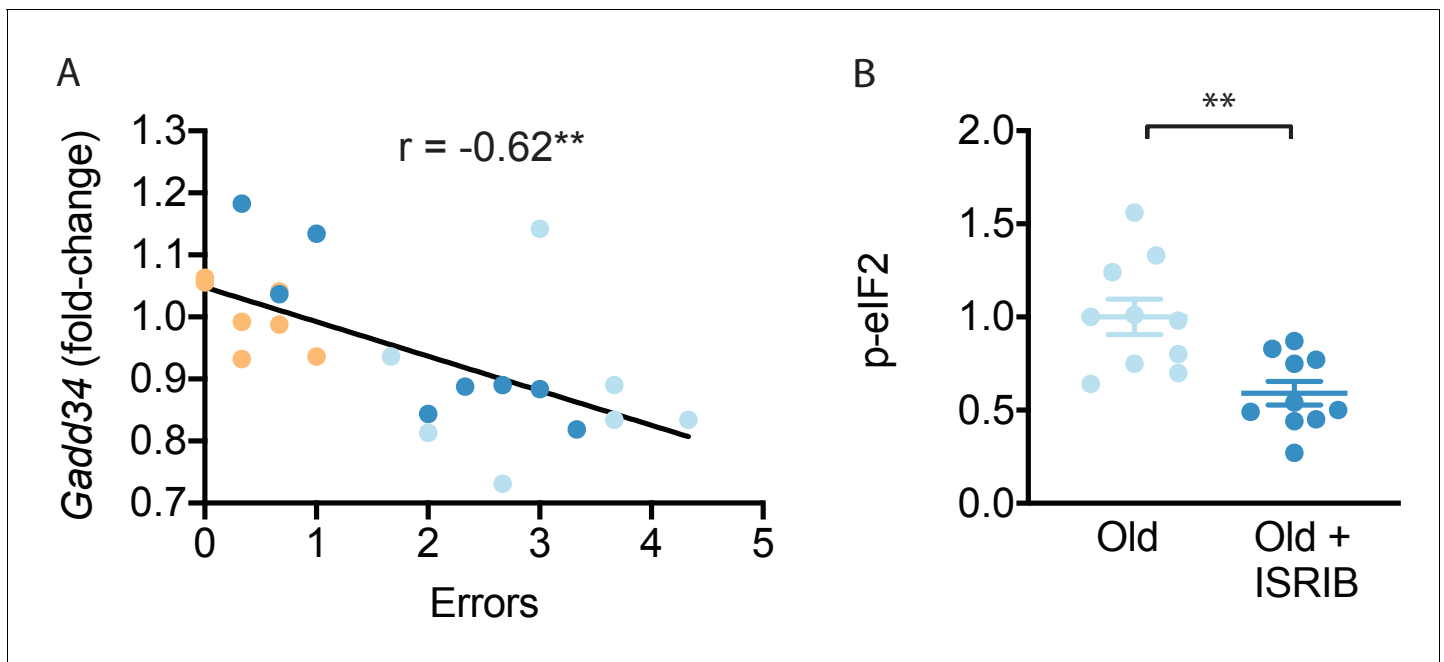 A
Gadd34 (fold-change)
1.3
1.2
1.1
1.0
0.9
0.8
0.7
r = -0.62**
0 1 2 3 4 5
Errors
B
p-eIF2
2.0
1.5
1.0
0.5
0.0
**
Old
Old +
ISRIB